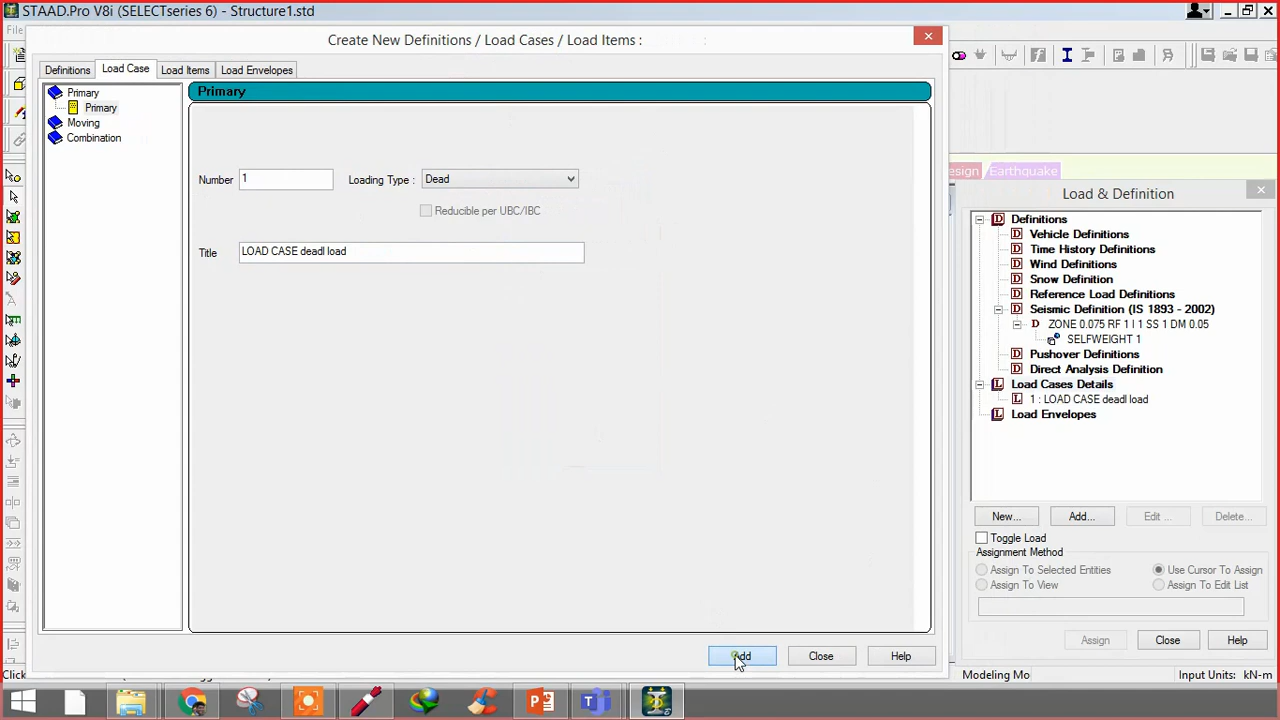 STAAD.Pro V8i (SELECTseries 6) - Structure1.std
File
Create New Definitions / Load Cases / Load Items :
Definitions Load Case Load Items Load Envelopes
Primary
Primary
Moving
Combination
Primary
Number 1 Loading Type : Dead
Reducible per UBC/IBC
Title LOAD CASE deadl load
Add Close Help
Earthquake
Load & Definition
Definitions
Vehicle Definitions
Time History Definitions
Wind Definitions
Snow Definition
Reference Load Definitions
Seismic Definition (IS 1893 - 2002)
ZONE 0.075 RF 1 I 1 SS 1 DM 0.05
SELFWEIGHT 1
Pushover Definitions
Direct Analysis Definition
Load Cases Details
1 : LOAD CASE deadl load
Load Envelopes
New... Add... Edit ... Delete...
Toggle Load
Assignment Method
Assign To Selected Entities Use Cursor To Assign
Assign To View Assign To Edit List
Assign Close Help
Modeling Mo Input Units: kN-m